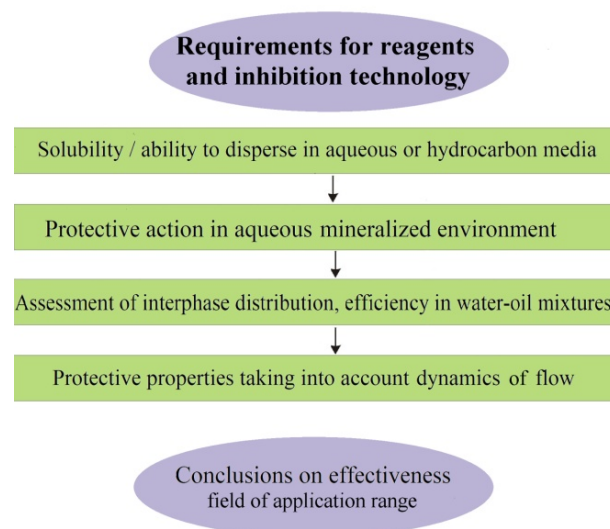 Requirements for reagents
and inhibition technology
Solubility / ability to disperse in aqueous or hydrocarbon media
Protective action in aqueous mineralized environment
Assessment of interphase distribution, efficiency in water-oil mixtures
Protective properties taking into account dynamics of flow
Conclusions on effectiveness
field of application range